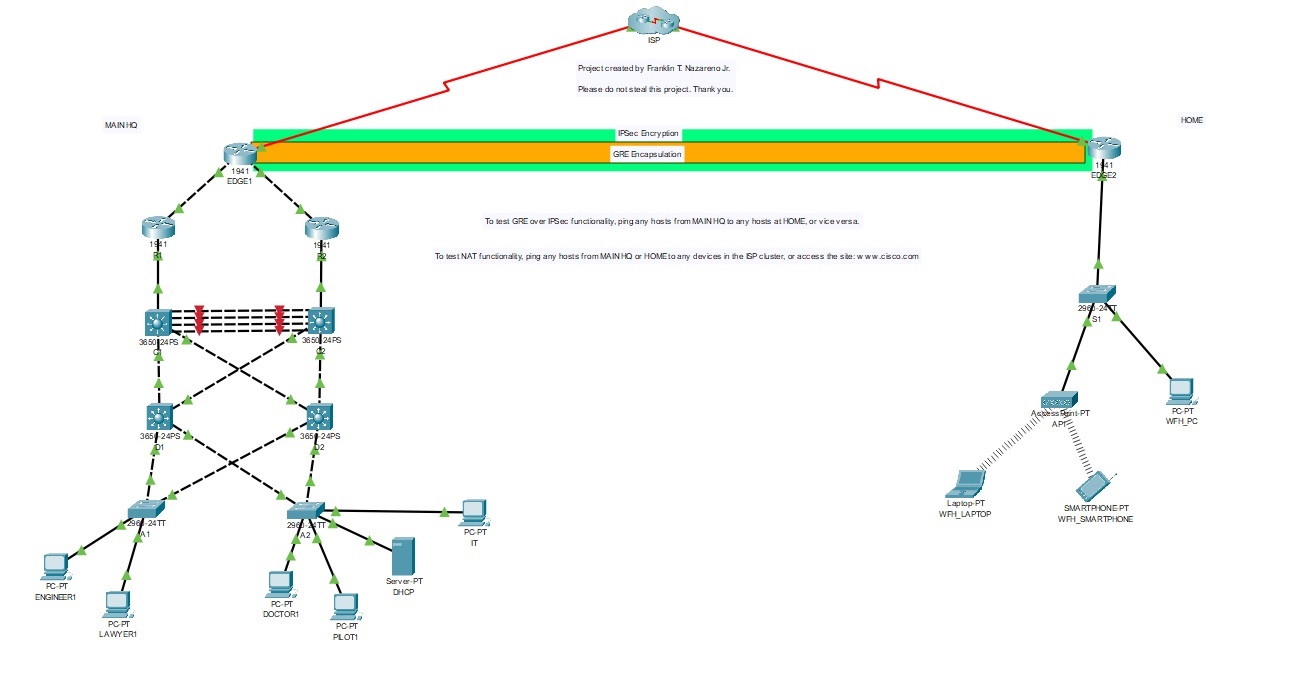 ISP
Project created by Franklin T. Nazareno Jr.
Please do not steal this project. Thank you.
MAIN HQ
HOME
IPSec Encryption
GRE Encapsulation
1941
EDGE1
1941
EDGE2
To test GRE over IPSec functionality, ping any hosts from MAIN HQ to any hosts at HOME, or vice versa.
To test NAT functionality, ping any hosts from MAIN HQ or HOME to any devices in the ISP cluster, or access the site: www.cisco.com
1941
R1
1941
R2
2960-24TT
S1
3650-24PS
C1
3650-24PS
C2
AccessPoint-PT
AP1
PC-PT
WFH_PC
3650-24PS
D1
3650-24PS
D2
Laptop-PT
WFH_LAPTOP
SMARTPHONE-PT
WFH_SMARTPHONE
2960-24TT
A1
2960-24TT
A2
PC-PT
IT
PC-PT
ENGINEER1
PC-PT
LAWYER1
PC-PT
DOCTOR1
PC-PT
PILOT1
Server-PT
DHCP